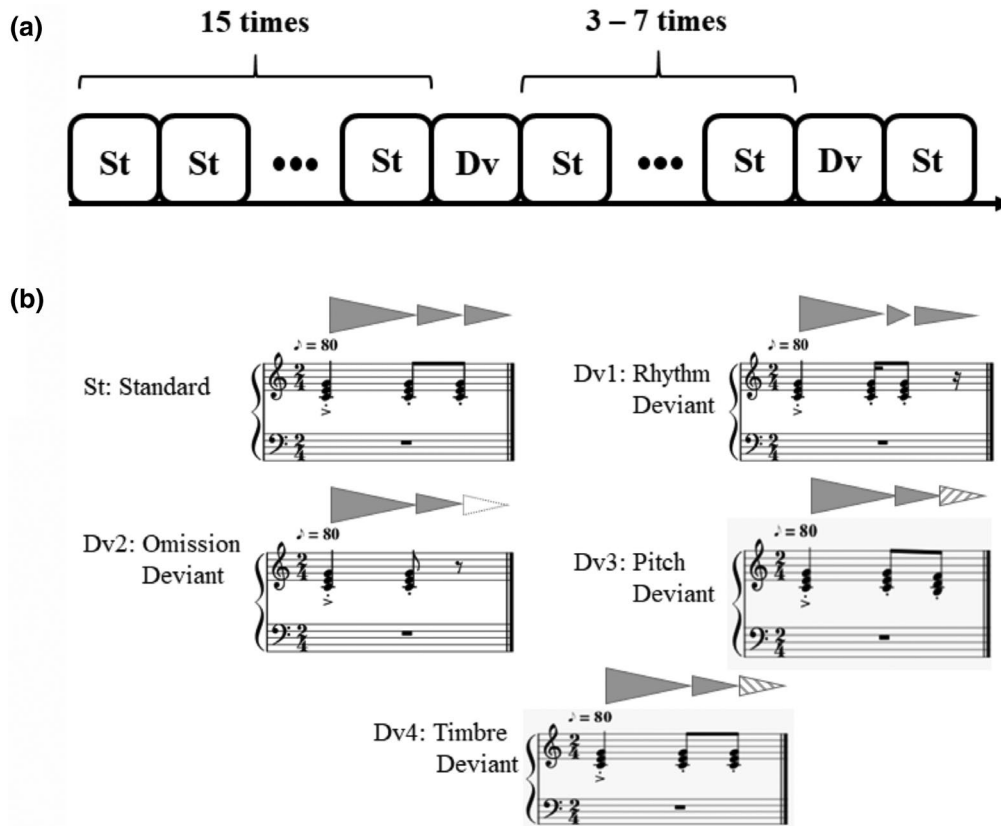 (a)
15 times
3 – 7 times
St
St
•••
St
Dv
St
•••
St
Dv
St
(b)
St: Standard
♪ = 80
2/4
2/4
Dv1: Rhythm
Deviant
♪ = 80
2/4
2/4
Dv2: Omission
Deviant
♪ = 80
2/4
2/4
Dv3: Pitch
Deviant
♪ = 80
2/4
2/4
Dv4: Timbre
Deviant
♪ = 80
2/4
2/4